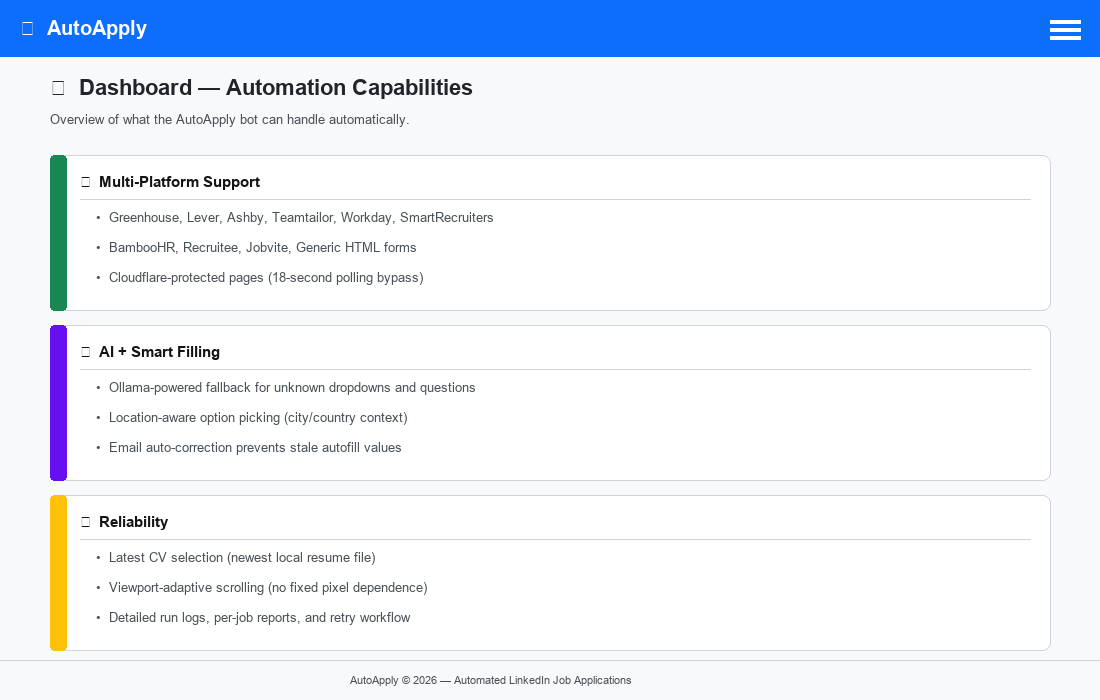 AutoApply
Dashboard — Automation Capabilities
Overview of what the AutoApply bot can handle automatically.
Multi-Platform Support
• Greenhouse, Lever, Ashby, Teamtailor, Workday, SmartRecruiters
• BambooHR, Recruitee, Jobvite, Generic HTML forms
• Cloudflare-protected pages (18-second polling bypass)
AI + Smart Filling
• Ollama-powered fallback for unknown dropdowns and questions
• Location-aware option picking (city/country context)
• Email auto-correction prevents stale autofill values
Reliability
• Latest CV selection (newest local resume file)
• Viewport-adaptive scrolling (no fixed pixel dependence)
• Detailed run logs, per-job reports, and retry workflow
AutoApply © 2026 — Automated LinkedIn Job Applications